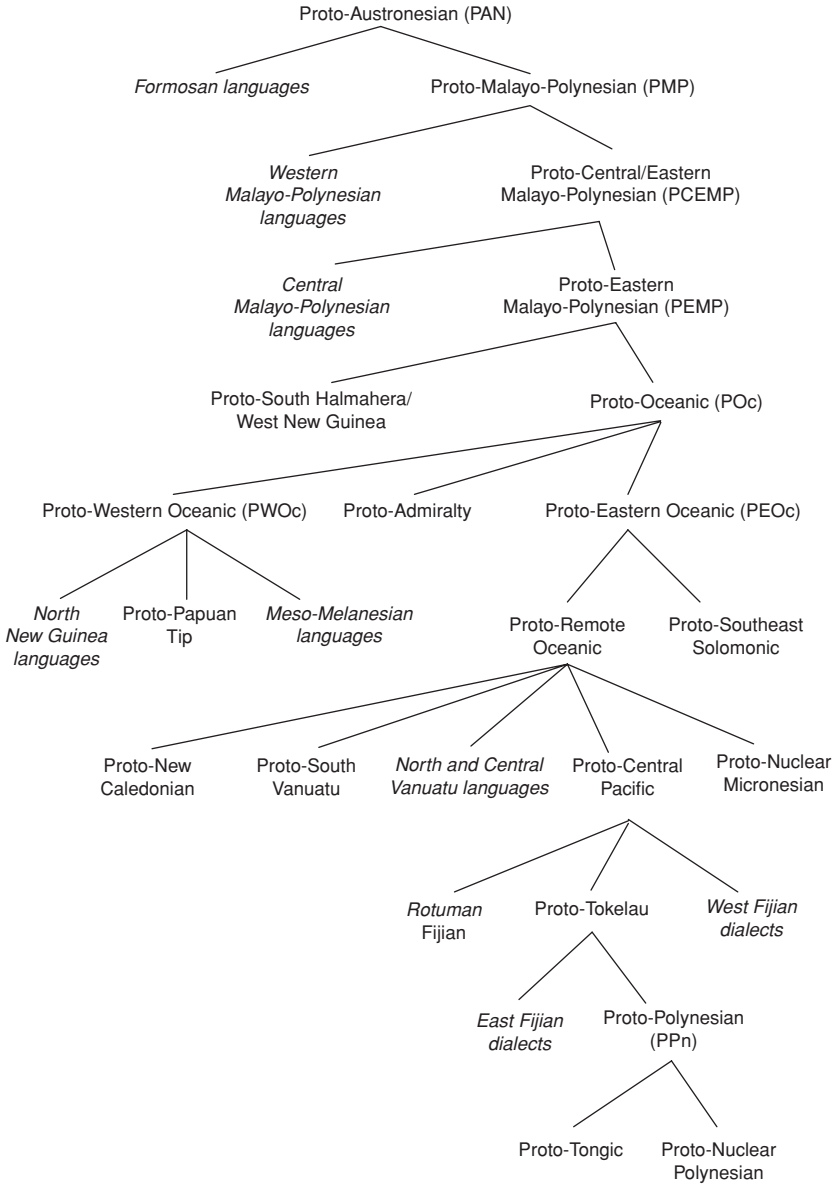 Proto-Austronesian (PAN)
Formosan languages
Proto-Malayo-Polynesian (PMP)
Western
Malayo-Polynesian
languages
Proto-Central/Eastern
Malayo-Polynesian (PCEMP)
Central
Malayo-Polynesian
languages
Proto-Eastern
Malayo-Polynesian (PEMP)
Proto-South Halmahera/
West New Guinea
Proto-Oceanic (POc)
Proto-Western Oceanic (PWOc)
Proto-Admiralty
Proto-Eastern Oceanic (PEOc)
North
New Guinea
languages
Proto-Papuan
Tip
Meso-Melanesian
languages
Proto-Remote
Oceanic
Proto-Southeast
Solomonic
Proto-New
Caledonian
Proto-South
Vanuatu
North and Central
Vanuatu languages
Proto-Central
Pacific
Proto-Nuclear
Micronesian
Rotuman
Fijian
Proto-Tokelau
West Fijian
dialects
East Fijian
dialects
Proto-Polynesian
(PPn)
Proto-Tongic
Proto-Nuclear
Polynesian